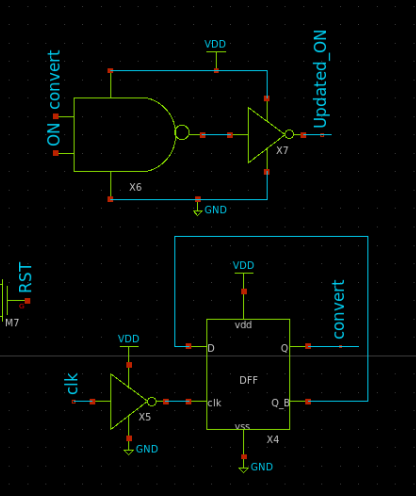 VDD
convert
ON
Updated_ON
X7
X6
GND
RST
M7
VDD
vdd
convert
D
Q
DFF
VDD
clk
clk
Q_B
X5
vss
X4
GND
GND